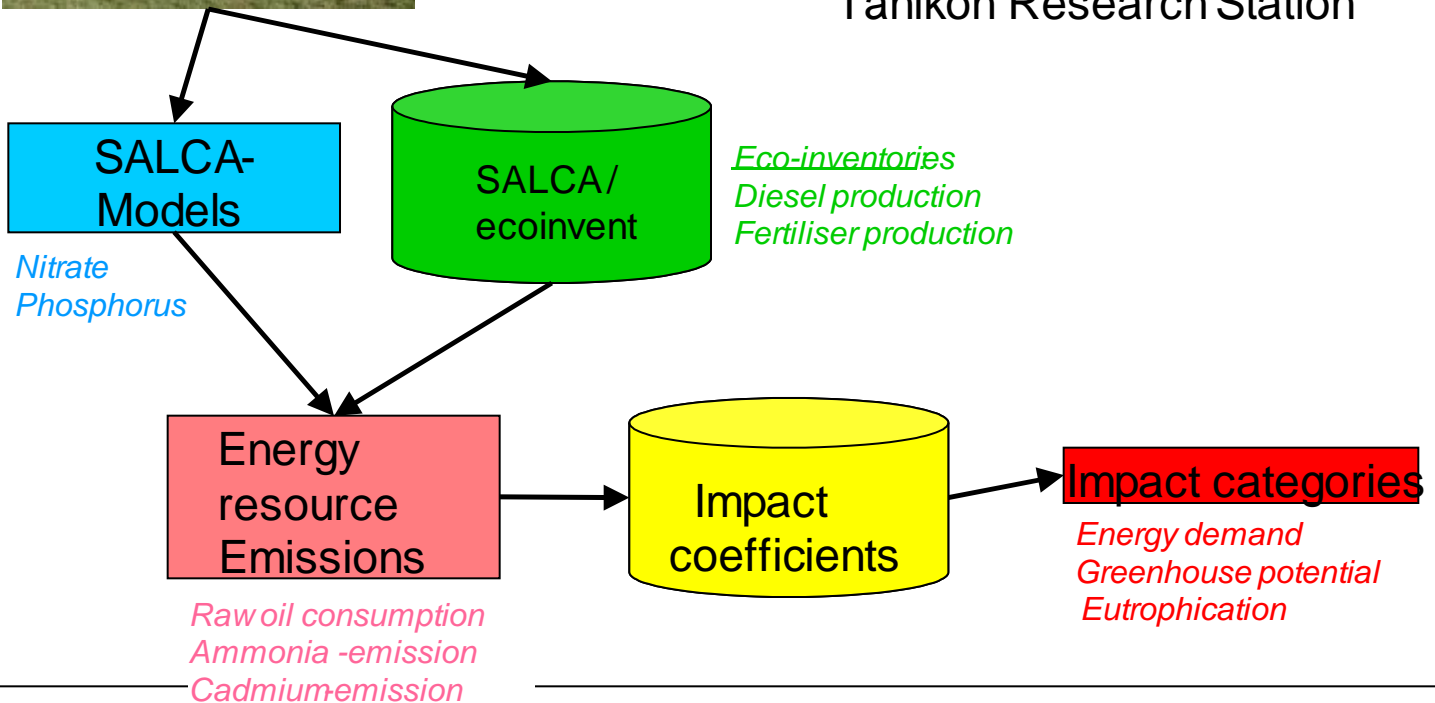 Tänikon Research Station
SALCA-
Models
SALCA /
ecoinvent
Eco-inventories
Diesel production
Fertiliser production
Nitrate
Phosphorus
Energy
resource
Emissions
Impact
coefficients
Impact categories
Energy demand
Greenhouse potential
Eutrophication
Raw oil consumption
Ammonia -emission
Cadmium-emission